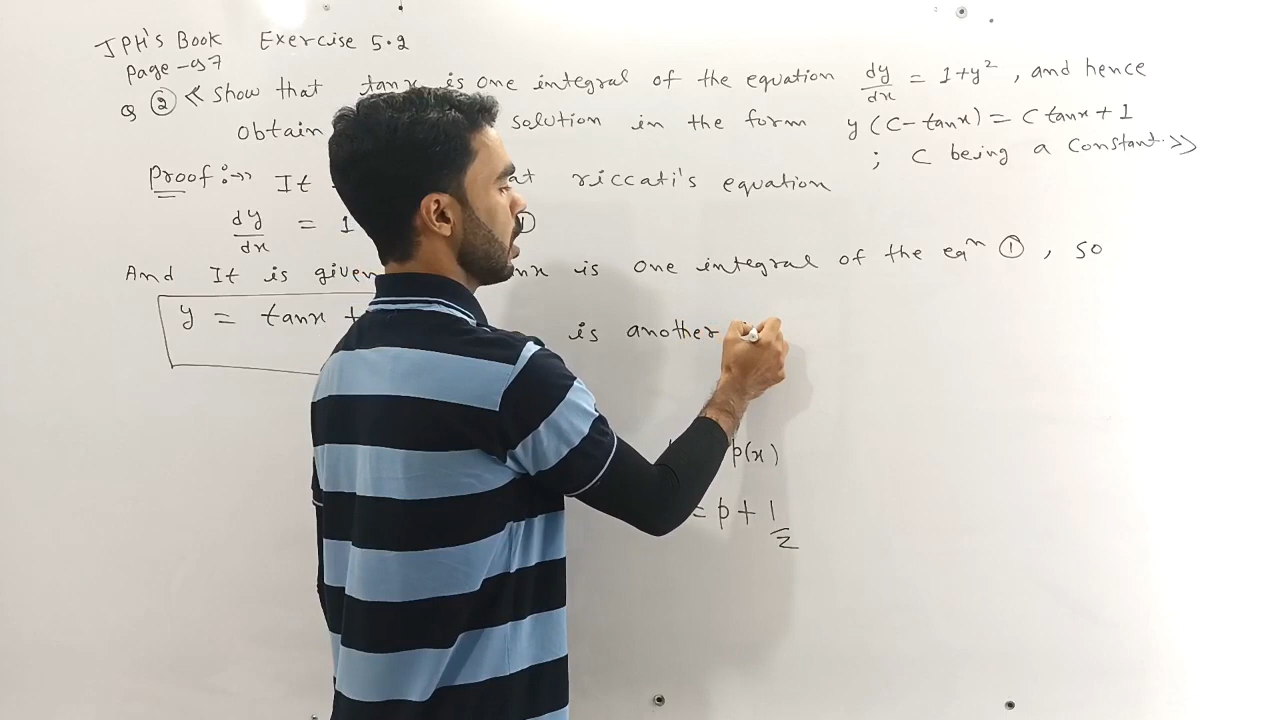 JPH's Book Exercise 5.2
Page -97
Q ② << Show that tanx is one integral of the equation dy/dx = 1+y², and hence
obtain solution in the form y(c-tanx) = c tanx + 1
; c being a constant. >>
Proof :->> It at riccati's equation
dy/dx = 1 ①
And It is given nx is one integral of the eqⁿ ①, so
y = tanx + is another
p(x)
= p + 1/z